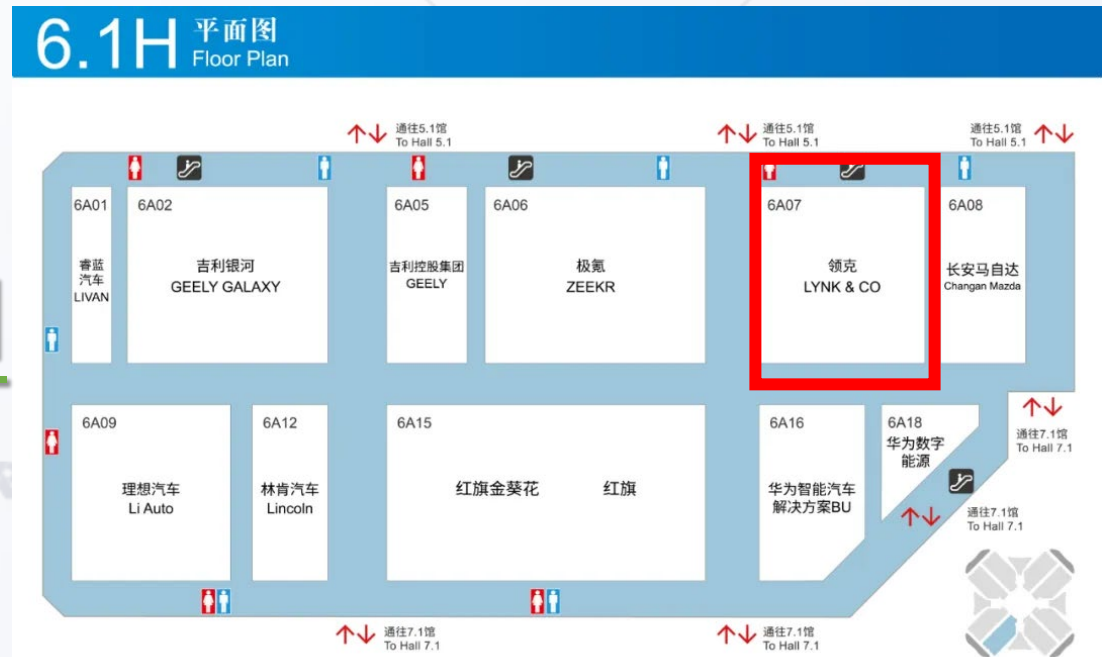 6.1H 平面图
Floor Plan
通往5.1馆
To Hall 5.1
通往5.1馆
To Hall 5.1
通往5.1馆
To Hall 5.1
6A01
睿蓝
汽车
LIVAN
6A02
吉利银河
GEELY GALAXY
6A05
吉利控股集团
GEELY
6A06
极氪
ZEEKR
6A07
领克
LYNK & CO
6A08
长安马自达
Changan Mazda
6A09
理想汽车
Li Auto
6A12
林肯汽车
Lincoln
6A15
红旗金葵花 红旗
6A16
华为智能汽车
解决方案BU
6A18
华为数字
能源
通往7.1馆
To Hall 7.1
通往7.1馆
To Hall 7.1
通往7.1馆
To Hall 7.1
通往7.1馆
To Hall 7.1